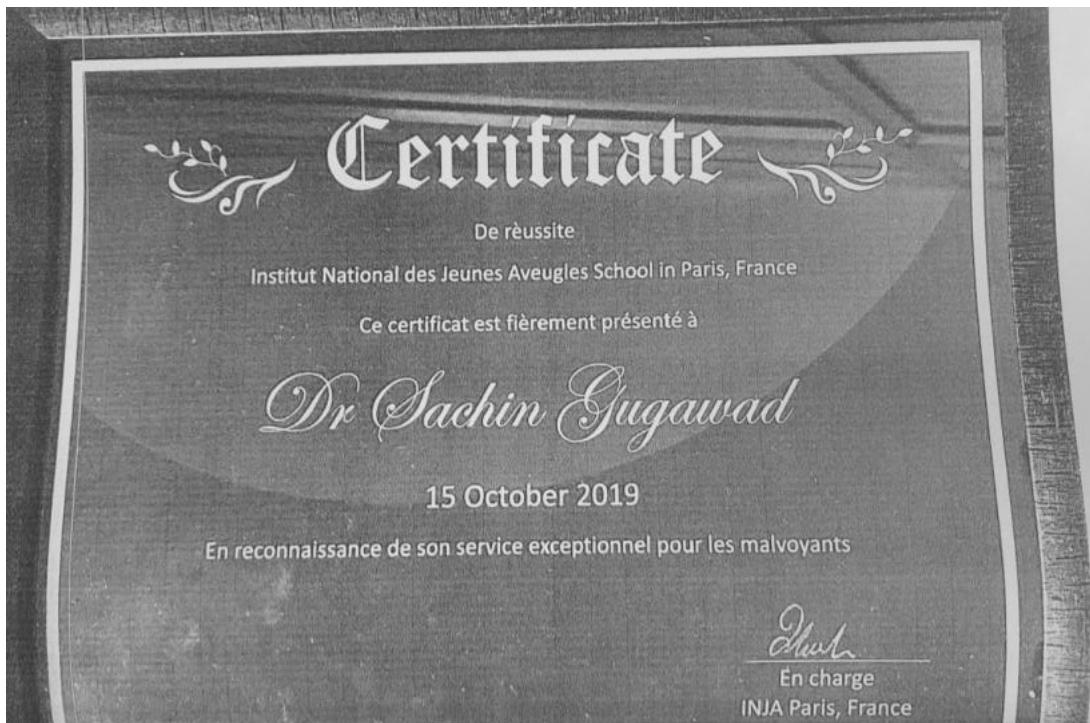 Certificate
De rèussite
Institut National des Jeunes Aveugles School in Paris, France
Ce certificat est fièrement présenté à
Dr Sachin Gugawad
15 October 2019
En reconnaissance de son service exceptionnel pour les malvoyants
En charge
INJA Paris, France